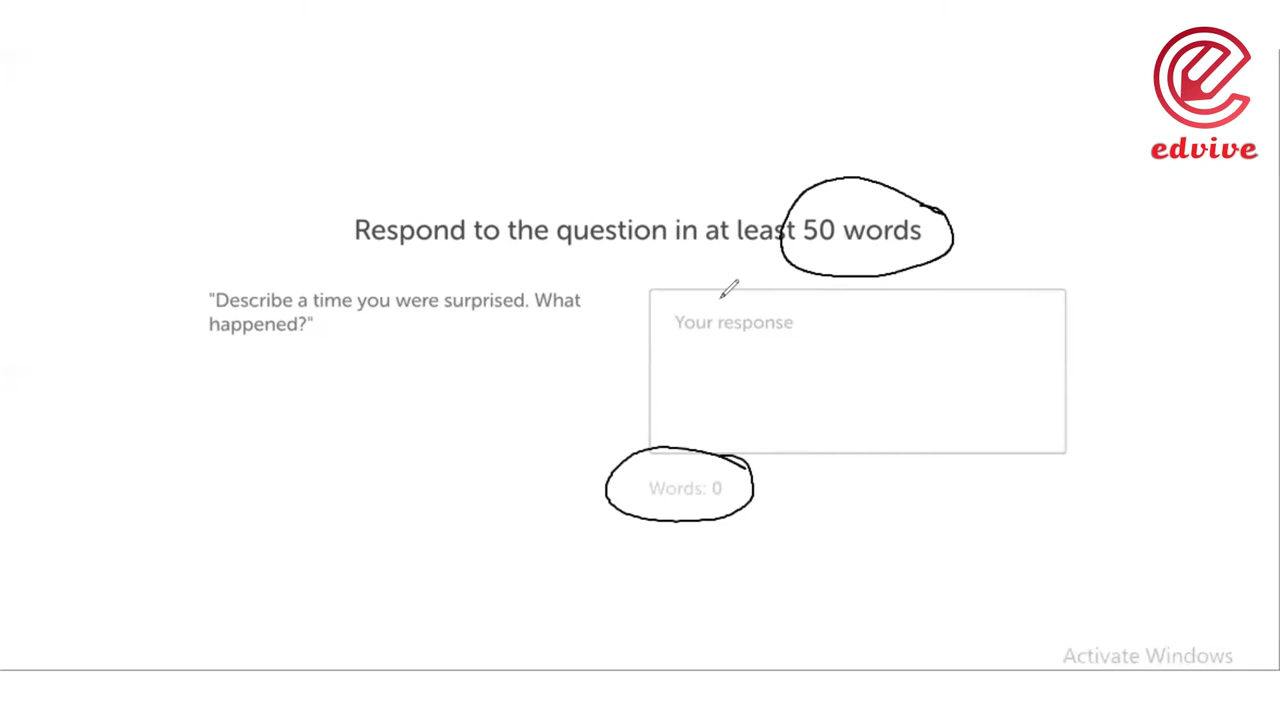 edvive
Respond to the question in at least 50 words
"Describe a time you were surprised. What
happened?"
Your response
Words: 0
Activate Windows